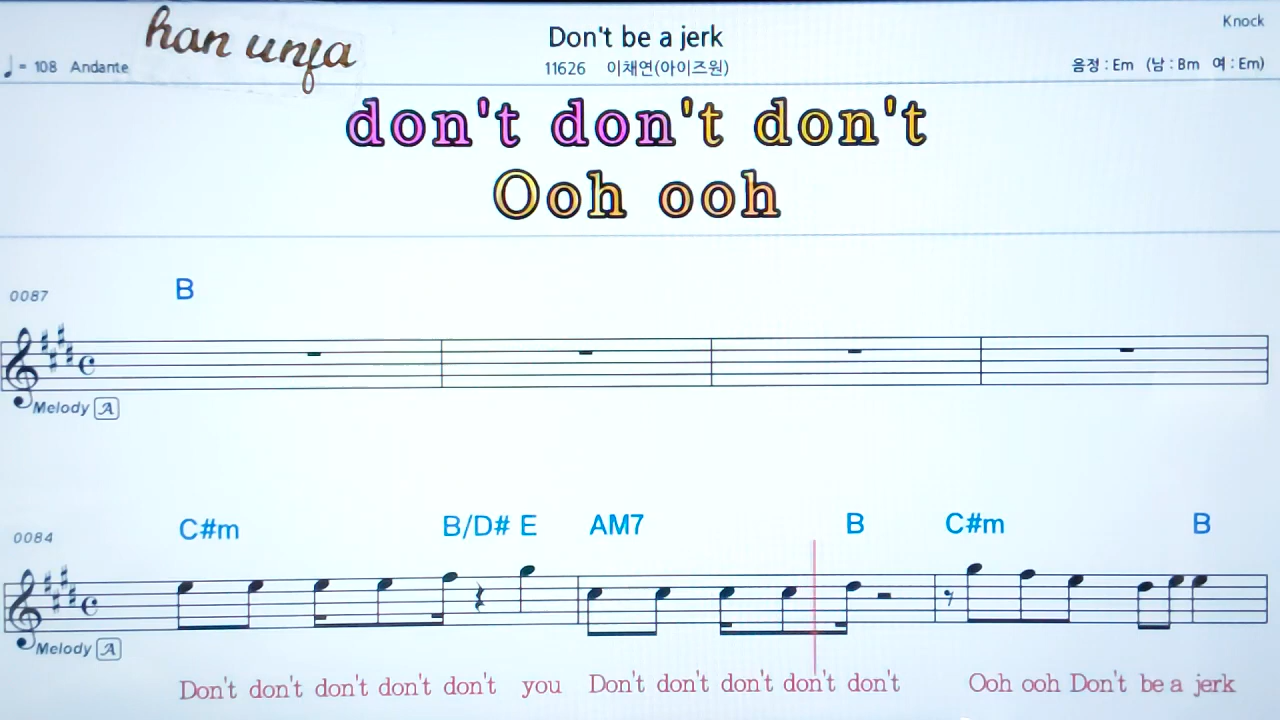 han unfa
Don't be a jerk
Knock
♩= 108 Andante
11626 이채연(아이즈원)
음정 : Em (남 : Bm 여 : Em)
don't don't don't
Ooh ooh
0087 B
Melody A
0084 C#m B/D# E AM7 B C#m B
Melody A
Don't don't don't don't don't you Don't don't don't don't don't Ooh ooh Don't be a jerk